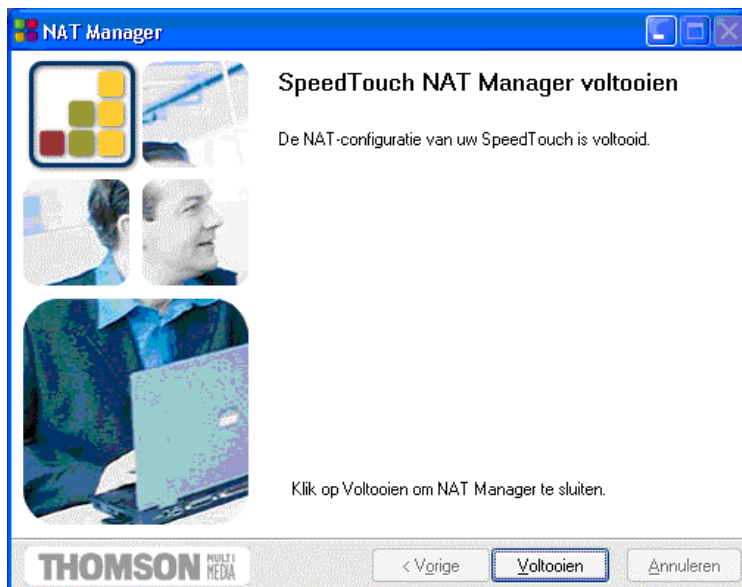 NAT Manager
SpeedTouch NAT Manager voltooien
De NAT-configuratie van uw SpeedTouch is voltooid.
Klik op Voltooien om NAT Manager te sluiten.
THOMSON MULTI MEDIA
< Vorige
Voltooien
Annuleren